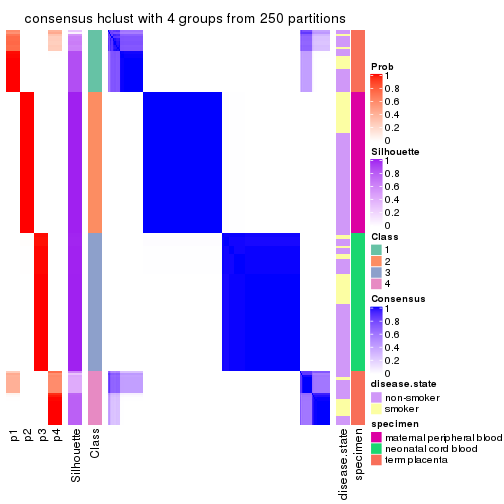 consensus hclust with 4 groups from 250 partitions
Prob
1
0.8
0.6
0.4
0.2
0
Silhouette
1
0.8
0.6
0.4
0.2
0
Class
1
2
3
4
Consensus
1
0.8
0.6
0.4
0.2
0
disease.state
non-smoker
smoker
specimen
maternal peripheral blood
neonatal cord blood
term placenta
p1
p2
p3
p4
Silhouette
Class
disease.state
specimen